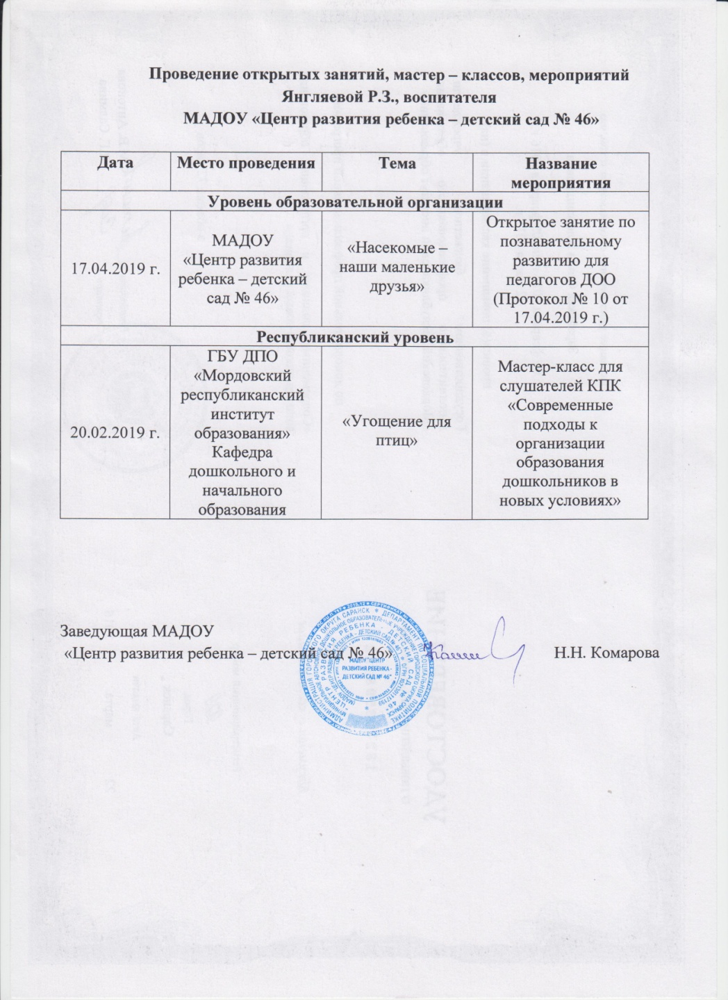 Проведение открытых занятий, мастер – классов, мероприятий
Янгляевой Р.З., воспитателя
МАДОУ «Центр развития ребенка – детский сад № 46»
Дата
Место проведения
Тема
Название
мероприятия
Уровень образовательной организации
17.04.2019 г.
МАДОУ
«Центр развития
ребенка – детский
сад № 46»
«Насекомые –
наши маленькие
друзья»
Открытое занятие по
познавательному
развитию для
педагогов ДОО
(Протокол № 10 от
17.04.2019 г.)
Республиканский уровень
20.02.2019 г.
ГБУ ДПО
«Мордовский
республиканский
институт
образования»
Кафедра
дошкольного и
начального
образования
«Угощение для
птиц»
Мастер-класс для
слушателей КПК
«Современные
подходы к
организации
образования
дошкольников в
новых условиях»
Заведующая МАДОУ
«Центр развития ребенка – детский сад № 46»
Н.Н. Комарова
МАДОУ "ЦЕНТР
РАЗВИТИЯ РЕБЕНКА -
ДЕТСКИЙ САД № 46"